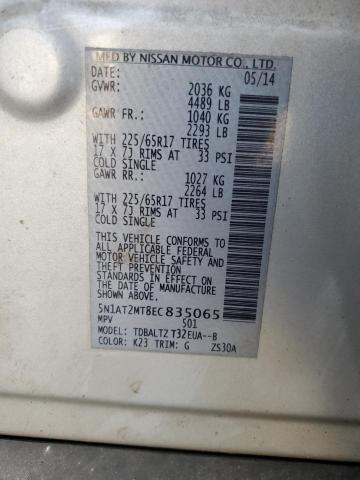 MFD BY NISSAN MOTOR CO., LTD.
DATE: 05/14
GVWR: 2036 KG
4489 LB
GAWR FR: 1040 KG
2293 LB
WITH 225/65R17 TIRES
17 X 7J RIMS AT 33 PSI
COLD SINGLE
GAWR RR.: 1027 KG
2264 LB
WITH 225/65R17 TIRES
17 X 7J RIMS AT 33 PSI
COLD SINGLE
THIS VEHICLE CONFORMS TO
ALL APPLICABLE FEDERAL
MOTOR VEHICLE SAFETY AND
THEFT PREVENTION
STANDARDS IN EFFECT ON
THE DATE OF MANUFACTURE
SHOWN ABOVE.
5N1AT2MT8EC835065
MPV 501
MODEL: TDBALTZ T32EUA--B
COLOR: K23 TRIM: G ZS30A